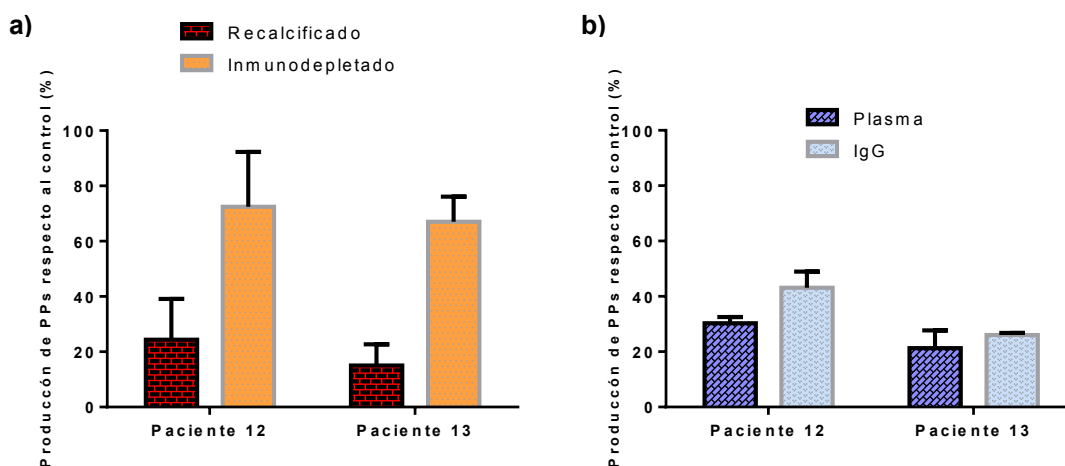 a)
Recalcificado
Inmunodepletado
Produccón de PPs respecto al control (%)
100
80
60
40
20
0
Paciente 12 Paciente 13
b)
Plasma
IgG
Produccón de PPs respecto al control (%)
100
80
60
40
20
0
Paciente 12 Paciente 13